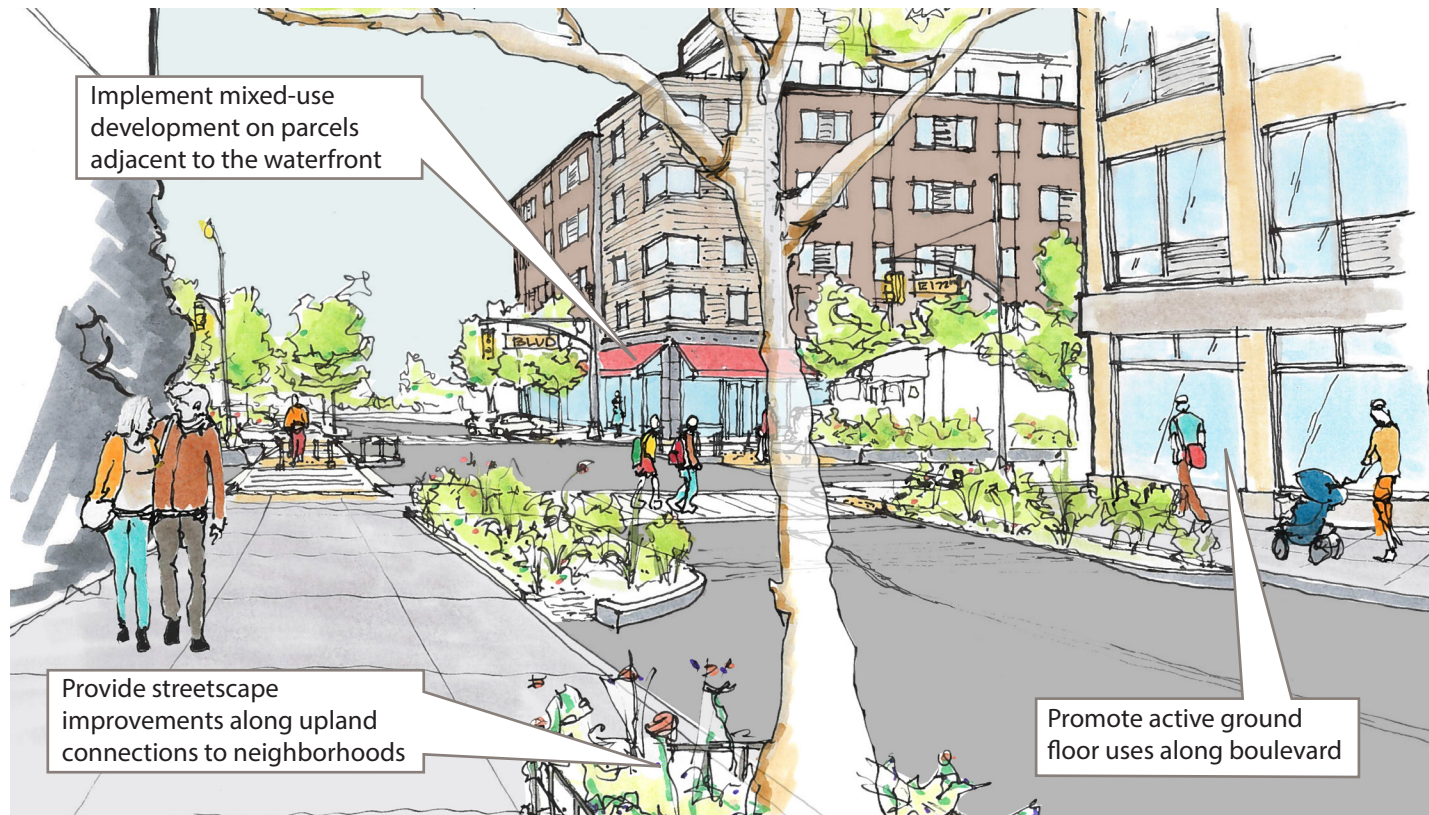 Implement mixed-use
development on parcels
adjacent to the waterfront
BLVD
Provide streetscape
improvements along upland
connections to neighborhoods
Promote active ground
floor uses along boulevard